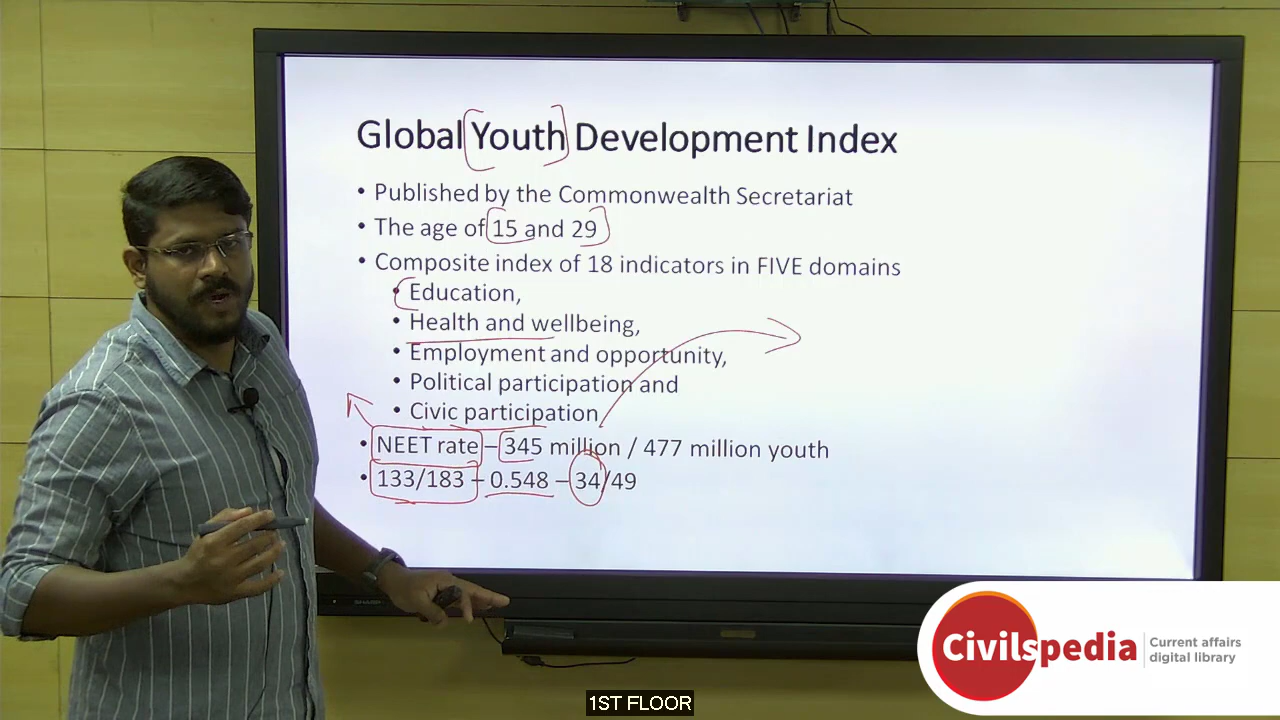 Global Youth Development Index
• Published by the Commonwealth Secretariat
• The age of 15 and 29
• Composite index of 18 indicators in FIVE domains
• Education,
• Health and wellbeing,
• Employment and opportunity,
• Political participation and
• Civic participation
• NEET rate – 345 million / 477 million youth
• 133/183 – 0.548 – 34/49
SHARP
Civilspedia
Current affairs
digital library
1ST FLOOR